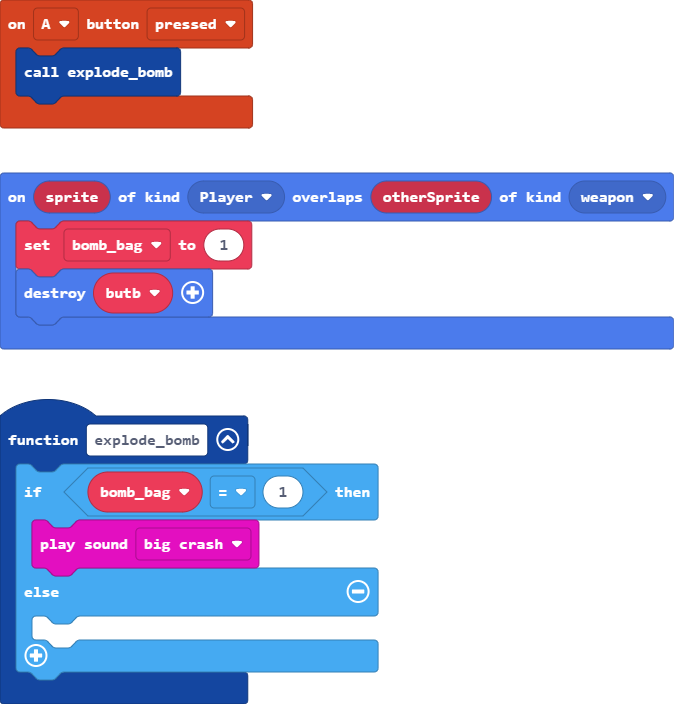 on A button pressed
call explode_bomb
on sprite of kind Player overlaps otherSprite of kind weapon
set bomb_bag to 1
destroy butb
function explode_bomb
if bomb_bag = 1 then
play sound big crash
else